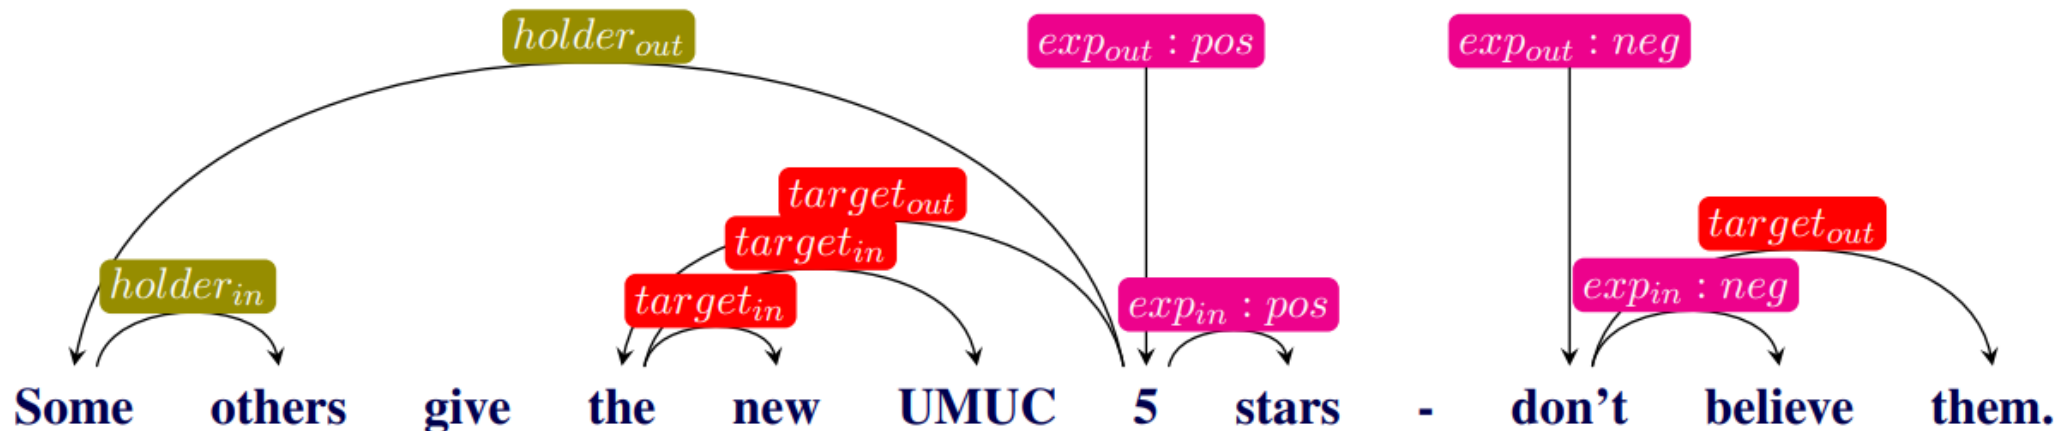 holder_out exp_out : pos exp_out : neg
target_out
target_out
target_in
holder_in target_in exp_in : pos exp_in : neg
Some others give the new UMUC 5 stars - don't believe them.